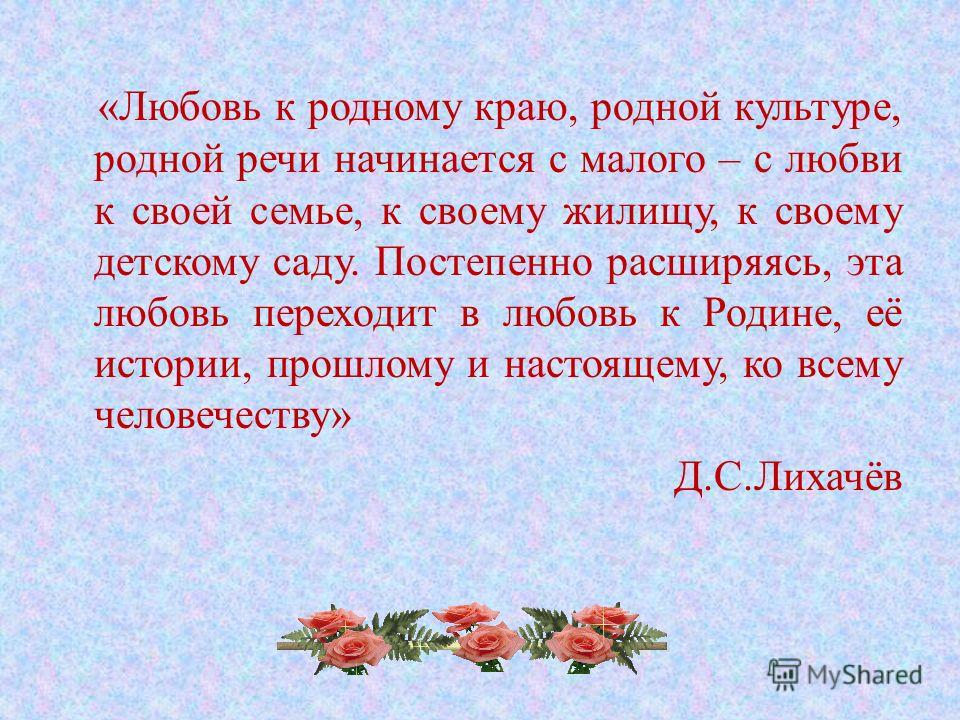 «Любовь к родному краю, родной культуре,
родной речи начинается с малого – с любви
к своей семье, к своему жилищу, к своему
детскому саду. Постепенно расширяясь, эта
любовь переходит в любовь к Родине, её
истории, прошлому и настоящему, ко всему
человечеству»
Д.С.Лихачёв
MyShared